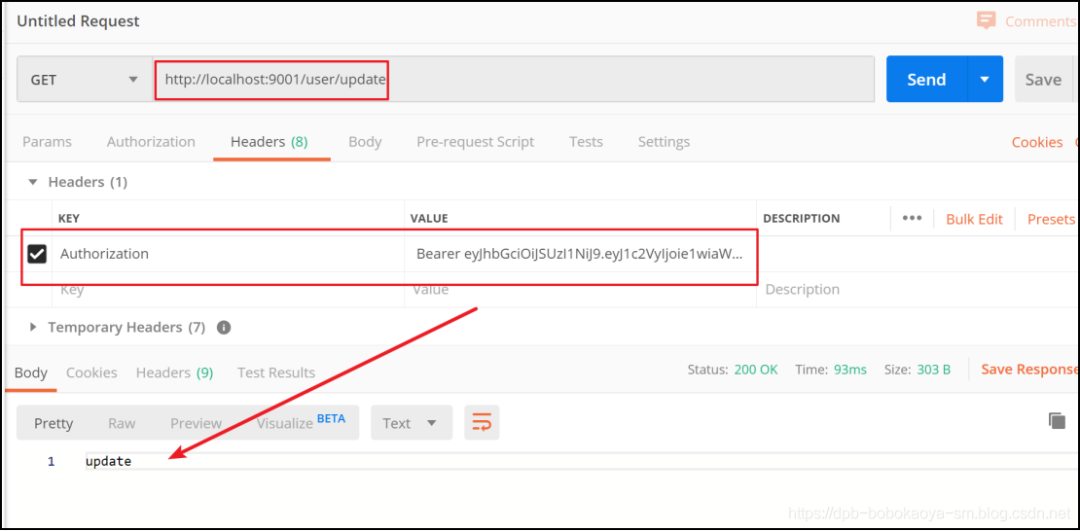 Untitled Request
Comments
GET
http://localhost:9001/user/update
Send
Save
Params Authorization Headers (8) Body Pre-request Script Tests Settings Cookies
Headers (1)
KEY VALUE DESCRIPTION ••• Bulk Edit Presets
Authorization Bearer eyJhbGciOiJSUzI1NiJ9.eyJ1c2VyIjoie1wiaW...
Key Value Description
Temporary Headers (7)
Body Cookies Headers (9) Test Results Status: 200 OK Time: 93ms Size: 303 B Save Response
Pretty Raw Preview Visualize BETA Text
1 update
https://dpb-bobokaoya-sm.blog.csdn.net